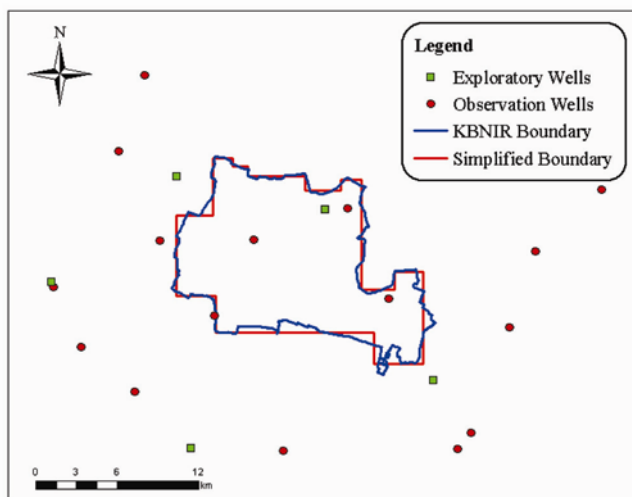 N
Legend
Exploratory Wells
Observation Wells
KBNIR Boundary
Simplified Boundary
0 3 6 12
km